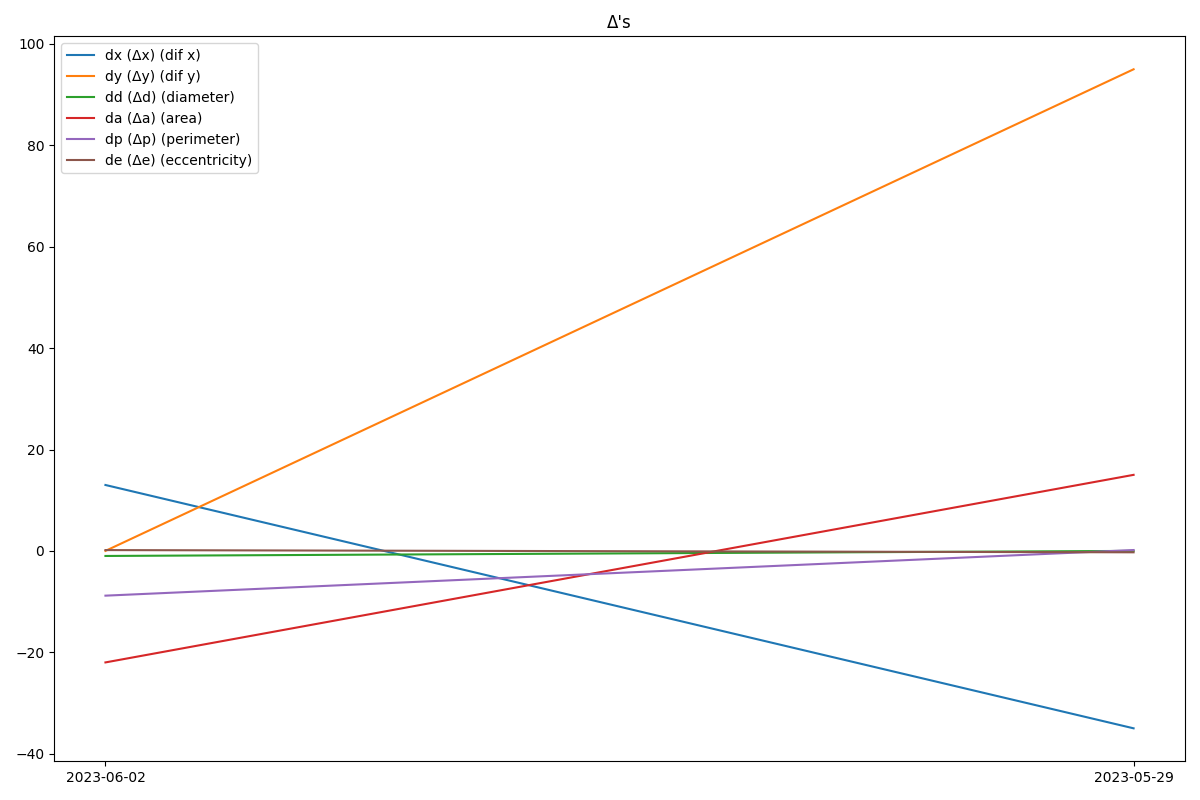 Δ's
dx (Δx) (dif x)
dy (Δy) (dif y)
dd (Δd) (diameter)
da (Δa) (area)
dp (Δp) (perimeter)
de (Δe) (eccentricity)
100
80
60
40
20
0
−20
−40
2023-06-02 2023-05-29